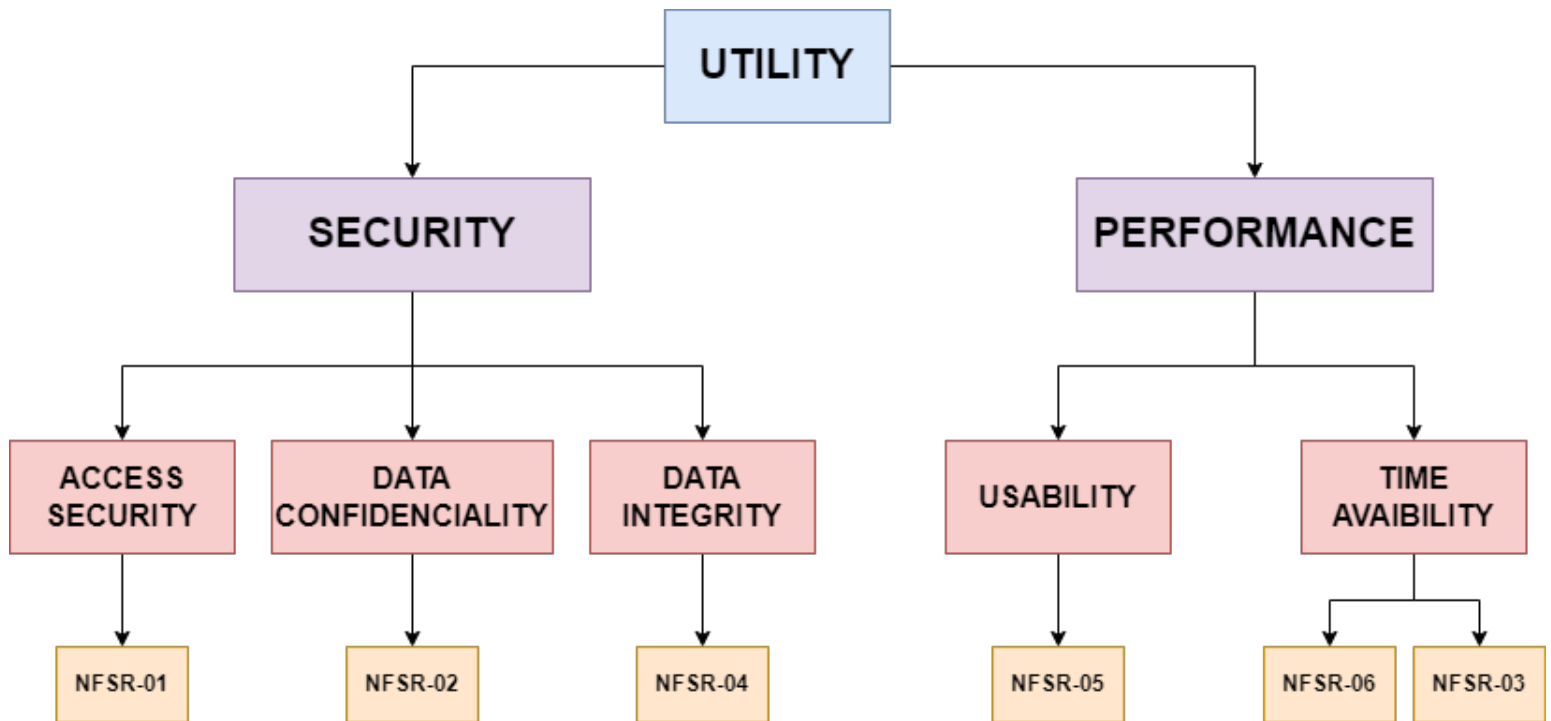 UTILITY
SECURITY
PERFORMANCE
ACCESS
SECURITY
DATA
CONFIDENCIALITY
DATA
INTEGRITY
USABILITY
TIME
AVAIBILITY
NFSR-01
NFSR-02
NFSR-04
NFSR-05
NFSR-06
NFSR-03